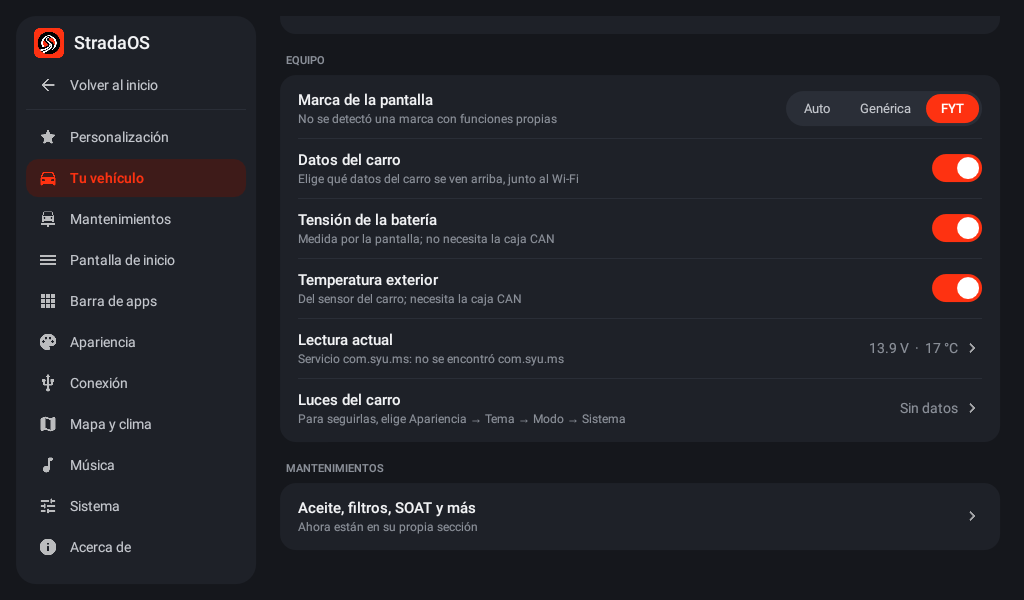 StradaOS
Volver al inicio
Personalización
Tu vehículo
Mantenimientos
Pantalla de inicio
Barra de apps
Apariencia
Conexión
Mapa y clima
Música
Sistema
Acerca de
EQUIPO
Marca de la pantalla
No se detectó una marca con funciones propias
Auto Genérica FYT
Datos del carro
Elige qué datos del carro se ven arriba, junto al Wi-Fi
Tensión de la batería
Medida por la pantalla; no necesita la caja CAN
Temperatura exterior
Del sensor del carro; necesita la caja CAN
Lectura actual
Servicio com.syu.ms: no se encontró com.syu.ms
13.9 V · 17 °C
Luces del carro
Para seguirlas, elige Apariencia → Tema → Modo → Sistema
Sin datos
MANTENIMIENTOS
Aceite, filtros, SOAT y más
Ahora están en su propia sección